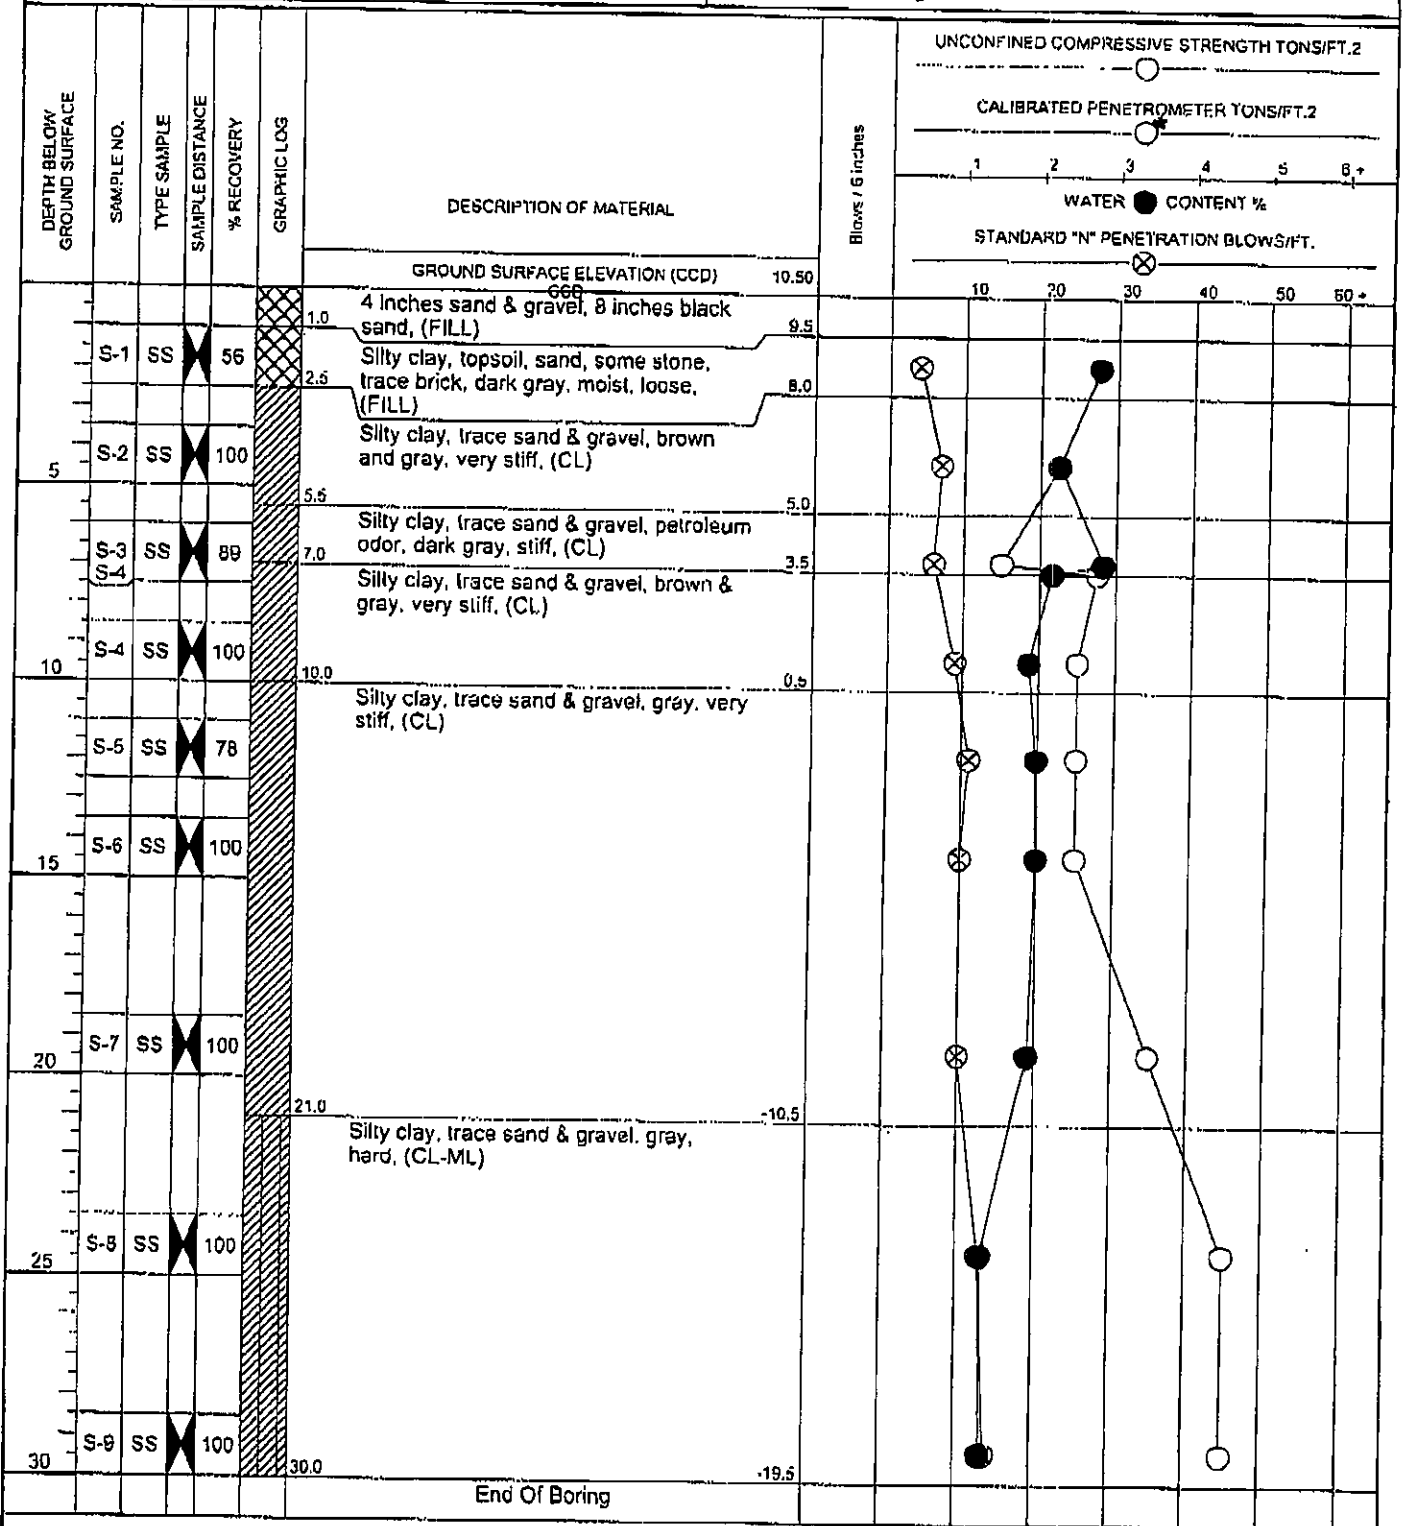 DEPTH BELOW
GROUND SURFACE
SAMPLE NO.
TYPE SAMPLE
SAMPLE DISTANCE
% RECOVERY
GRAPHIC LOG
DESCRIPTION OF MATERIAL
Blows / 6 inches
UNCONFINED COMPRESSIVE STRENGTH TONS/FT.2
CALIBRATED PENETROMETER TONS/FT.2
*
1 2 3 4 5 6+
WATER CONTENT %
STANDARD "N" PENETRATION BLOWS/FT.
10 20 30 40 50 60+
GROUND SURFACE ELEVATION (CCD) 10.50
CCD
4 inches sand & gravel, 8 inches black
sand, (FILL)
1.0 9.5
S-1 SS 56
Silty clay, topsoil, sand, some stone,
trace brick, dark gray, moist, loose,
(FILL)
2.5 8.0
S-2 SS 100
Silty clay, trace sand & gravel, brown
and gray, very stiff, (CL)
5
5.5 5.0
S-3 SS 89
S-4
Silty clay, trace sand & gravel, petroleum
odor, dark gray, stiff, (CL)
7.0 3.5
Silty clay, trace sand & gravel, brown &
gray, very stiff, (CL)
S-4 SS 100
10
10.0 0.5
Silty clay, trace sand & gravel, gray, very
stiff, (CL)
S-5 SS 78
S-6 SS 100
15
S-7 SS 100
20
21.0 -10.5
Silty clay, trace sand & gravel, gray,
hard, (CL-ML)
S-8 SS 100
25
S-9 SS 100
30
30.0 -19.5
End Of Boring